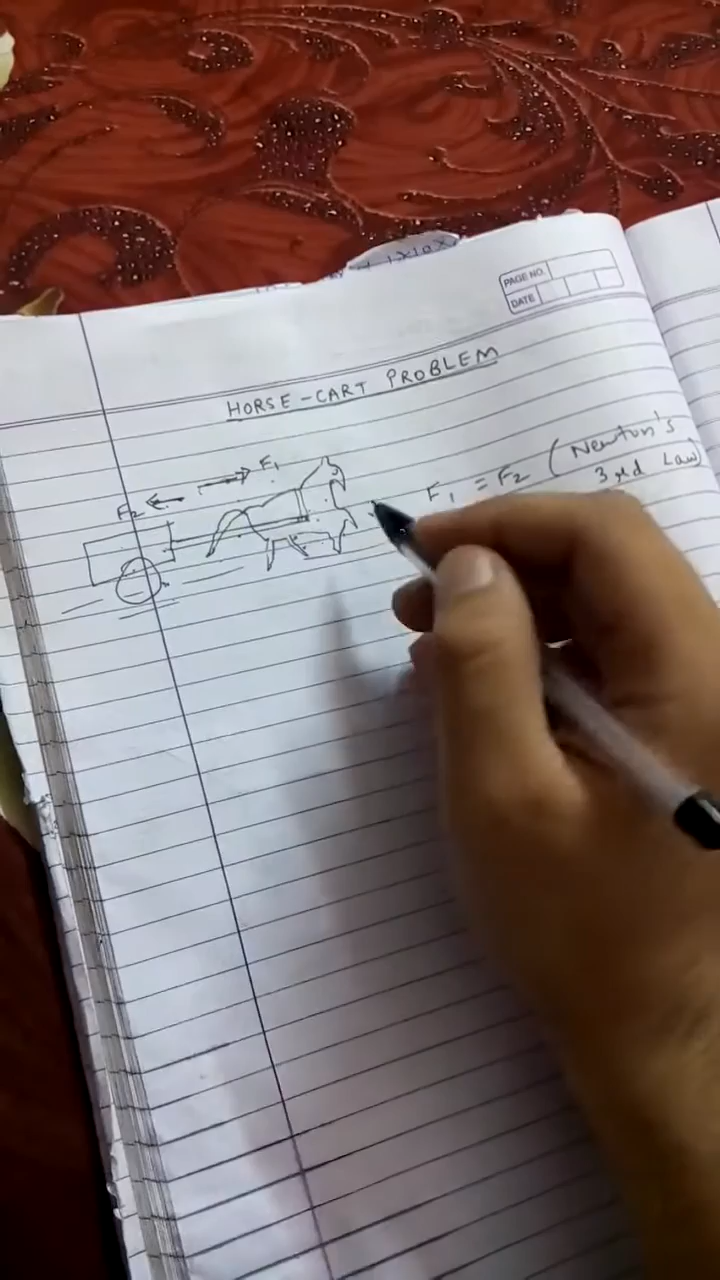 PAGE NO.
DATE
HORSE-CART PROBLEM
F1
F2
F1 = F2 (Newton's
3rd Law)